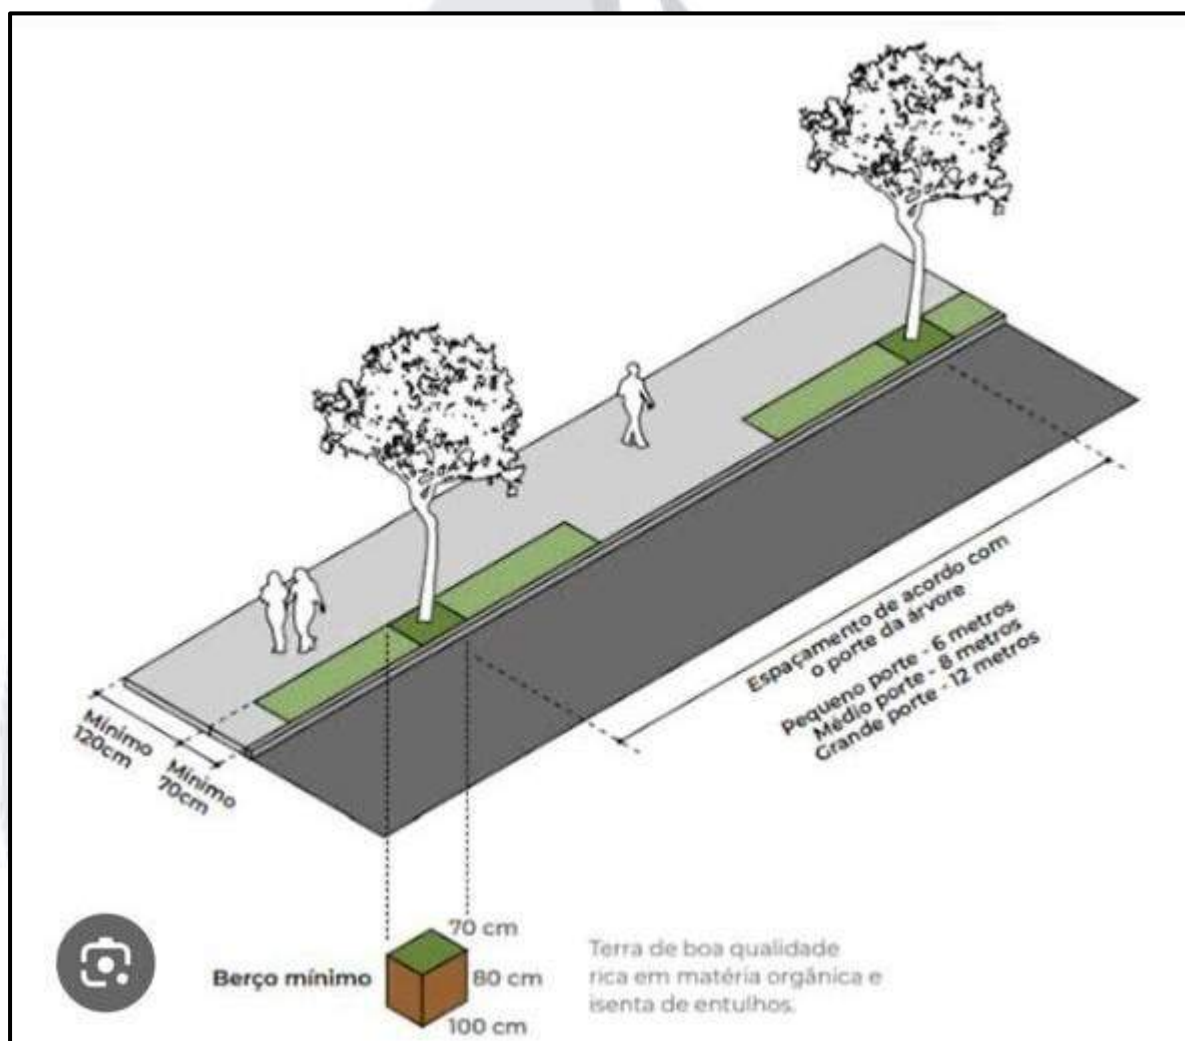 Espaçamento de acordo com
o porte da árvore
Pequeno porte - 6 metros
Médio porte - 8 metros
Grande porte - 12 metros
Mínimo
120cm
Mínimo
70cm
70 cm
Berço mínimo
80 cm
100 cm
Terra de boa qualidade
rica em matéria orgânica e
isenta de entulhos.